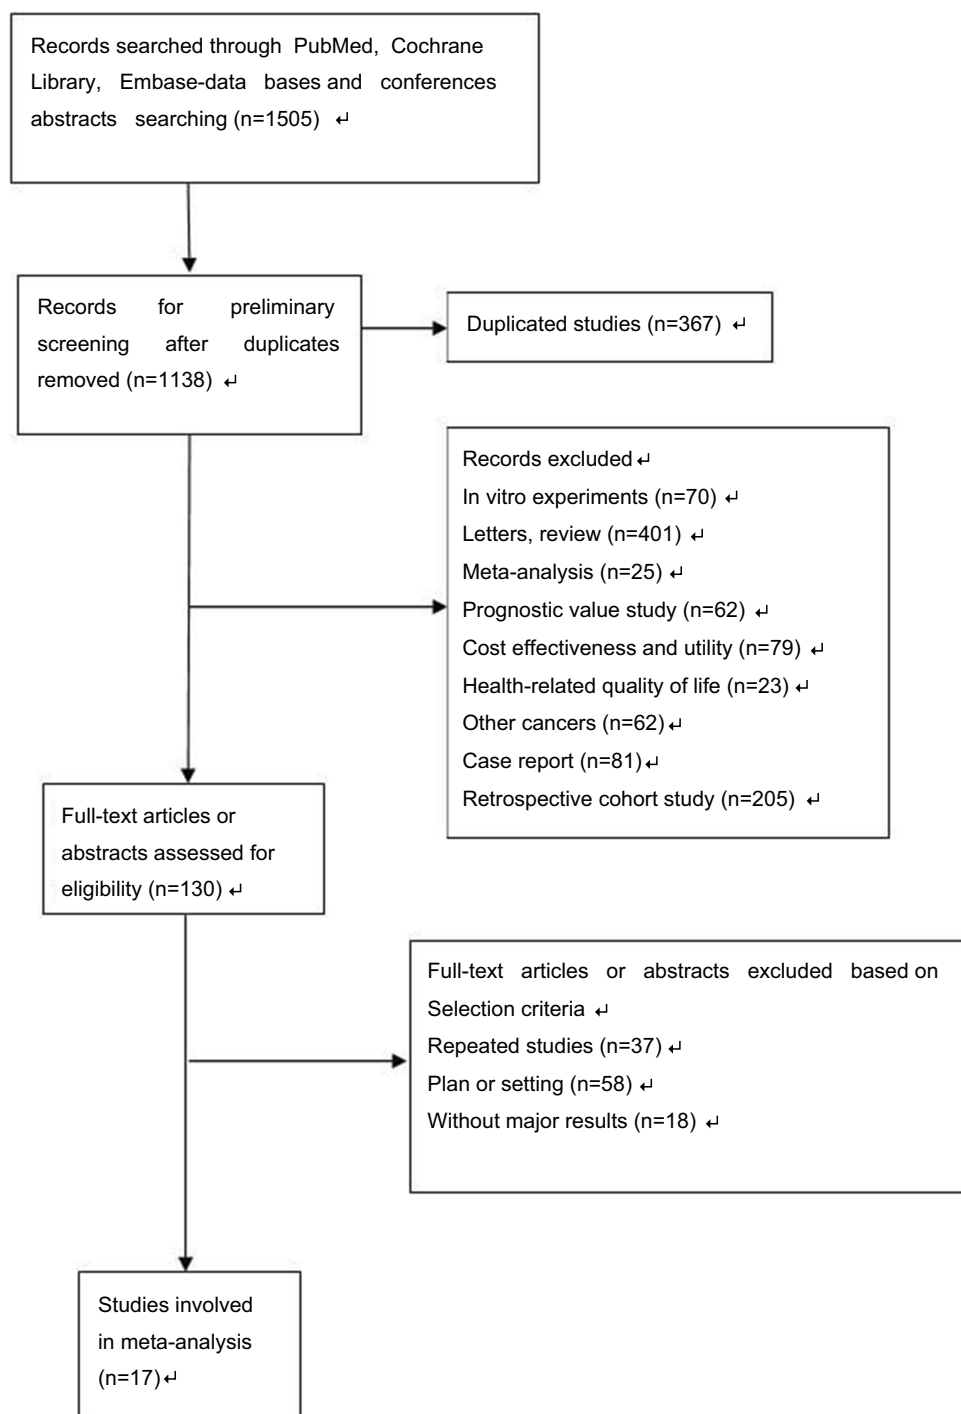 Records searched through PubMed, Cochrane
Library, Embase-data bases and conferences
abstracts searching (n=1505) ↵
Records for preliminary
screening after duplicates
removed (n=1138) ↵
Duplicated studies (n=367) ↵
Records excluded↵
In vitro experiments (n=70) ↵
Letters, review (n=401) ↵
Meta-analysis (n=25) ↵
Prognostic value study (n=62) ↵
Cost effectiveness and utility (n=79) ↵
Health-related quality of life (n=23) ↵
Other cancers (n=62)↵
Case report (n=81)↵
Retrospective cohort study (n=205) ↵
Full-text articles or
abstracts assessed for
eligibility (n=130) ↵
Full-text articles or abstracts excluded based on
Selection criteria ↵
Repeated studies (n=37) ↵
Plan or setting (n=58) ↵
Without major results (n=18) ↵
Studies involved
in meta-analysis
(n=17)↵